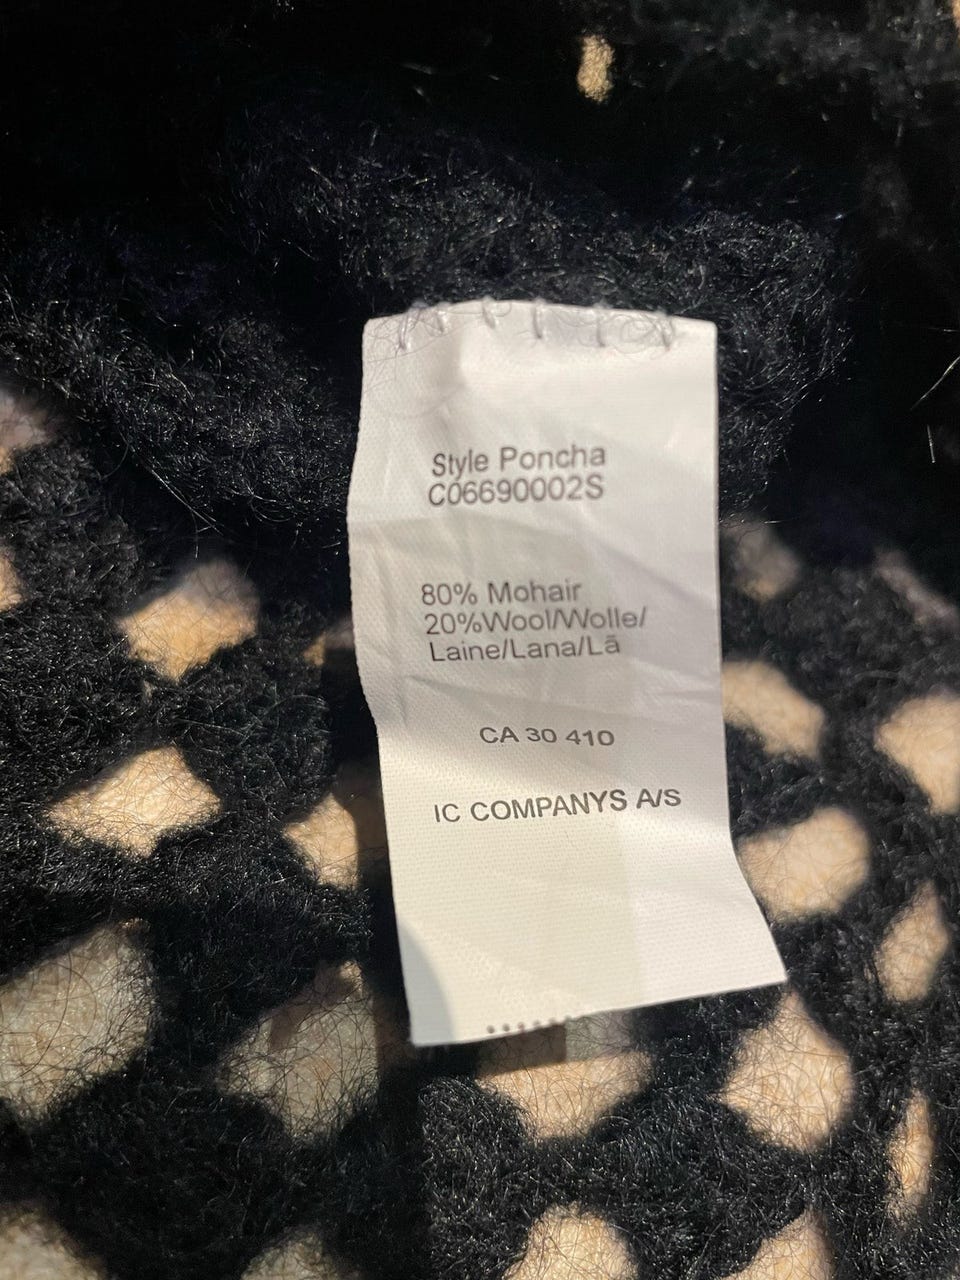 Style Poncha
C06690002S
80% Mohair
20%Wool/Wolle/
Laine/Lana/Lã
CA 30 410
IC COMPANYS A/S